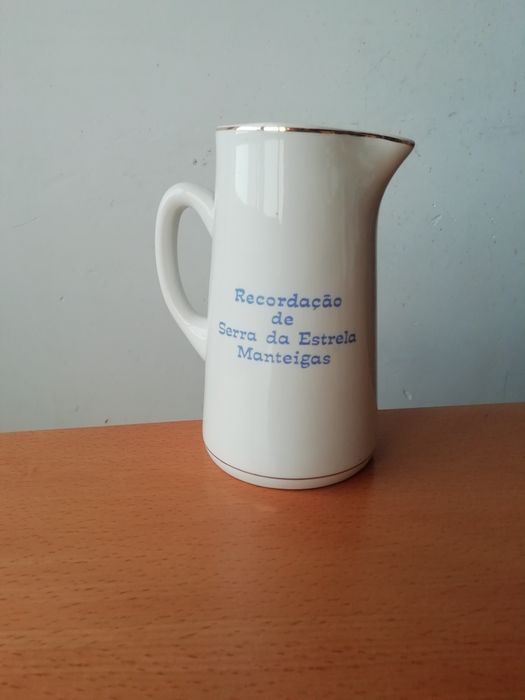 Recordação
de
Serra da Estrela
Manteigas